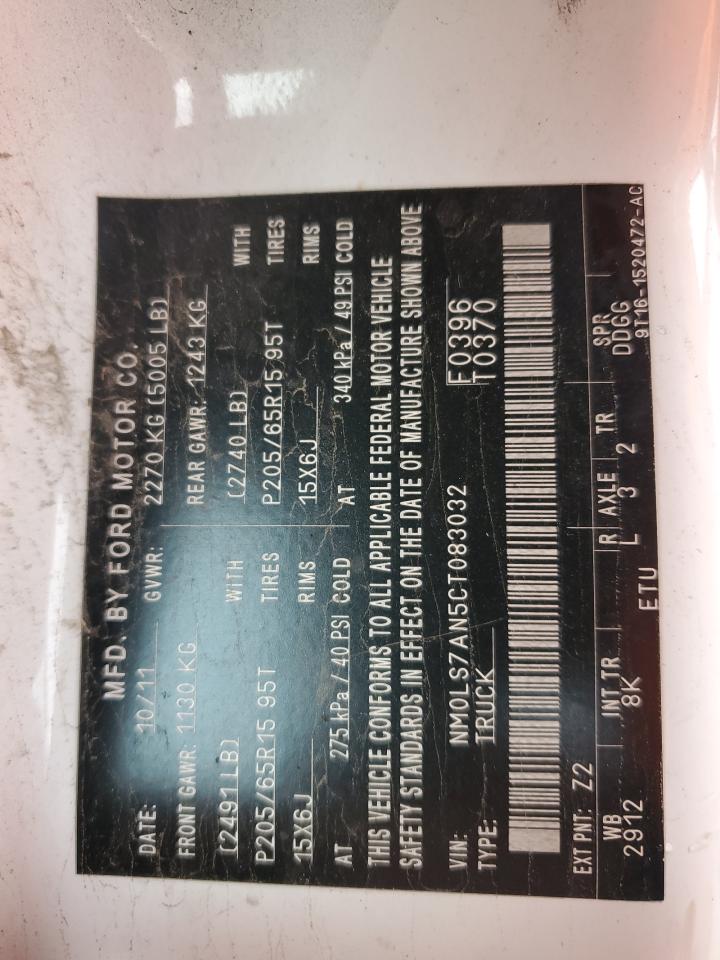 MFD. BY FORD MOTOR CO.
DATE: 10/11 GVWR: 2270 KG (5005 LB)
FRONT GAWR: 1130 KG REAR GAWR: 1243 KG
(2491LB) WITH (2740 LB) WITH
P205/65R15 95T TIRES P205/65R15 95T TIRES
15X6J RIMS 15X6J RIMS
AT 275 kPa / 40 PSI COLD AT 340 kPa / 49 PSI COLD
THIS VEHICLE CONFORMS TO ALL APPLICABLE FEDERAL MOTOR VEHICLE
SAFETY STANDARDS IN EFFECT ON THE DATE OF MANUFACTURE SHOWN ABOVE
VIN: NM0LS7AN5CT083032 F0396
TYPE: TRUCK T0370
EXT PNT: Z2
WB INT TR R AXLE TR SPR
2912 8K L 3 2 DDGG
ETU 9T16-1520472-AC